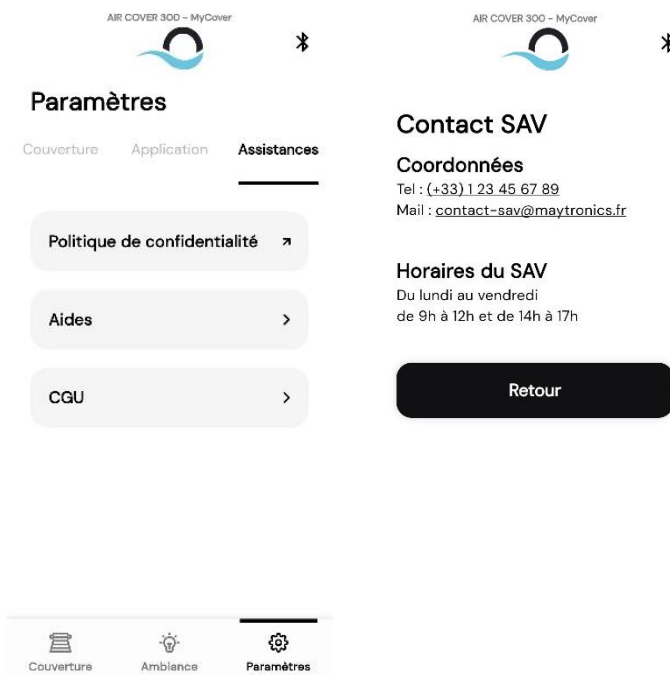 AIR COVER 300 - MyCover
Paramètres
Couverture Application Assistances
Politique de confidentialité
Aides
CGU
Couverture Ambiance Paramètres
AIR COVER 300 - MyCover
Contact SAV
Coordonnées
Tel : (+33) 1 23 45 67 89
Mail : contact-sav@maytronics.fr
Horaires du SAV
Du lundi au vendredi
de 9h à 12h et de 14h à 17h
Retour